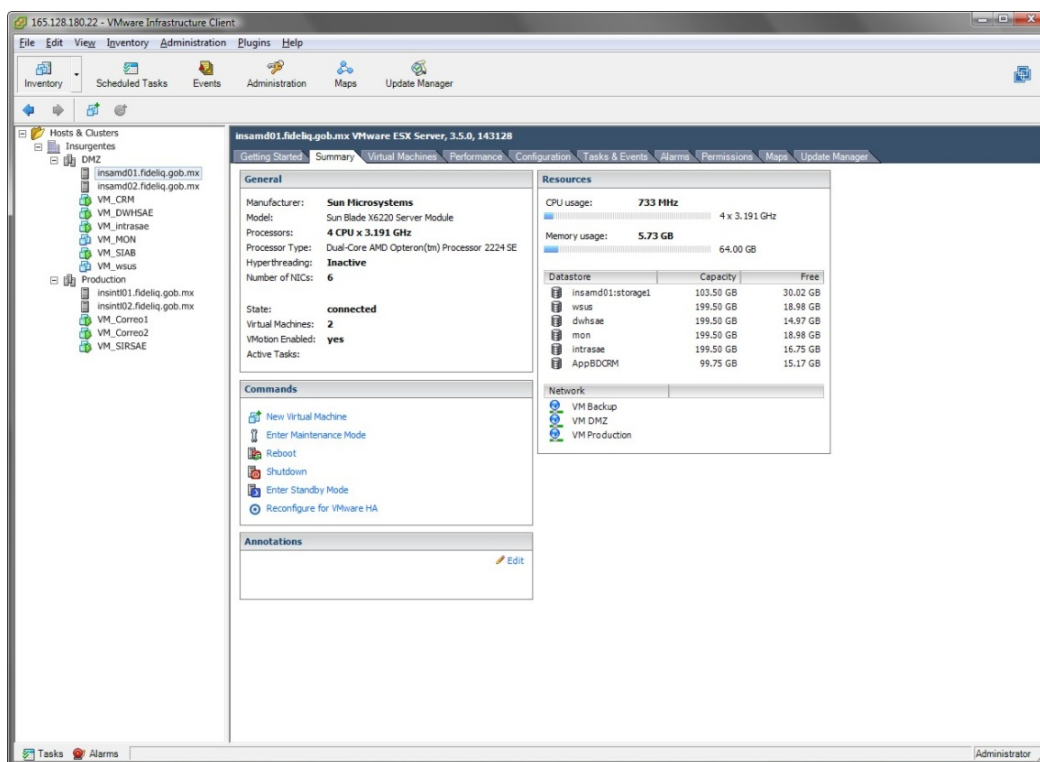 165.128.180.22 - VMware Infrastructure Client
File Edit View Inventory Administration Plugins Help
Inventory Scheduled Tasks Events Administration Maps Update Manager
Hosts & Clusters
Insurgentes
DMZ
insamd01.fideliq.gob.mx
insamd02.fideliq.gob.mx
VM_CRM
VM_DWHSAE
VM_intrasae
VM_MON
VM_SIAB
VM_wsus
Production
insintl01.fideliq.gob.mx
insintl02.fideliq.gob.mx
VM_Correo1
VM_Correo2
VM_SIRSAE
insamd01.fideliq.gob.mx VMware ESX Server, 3.5.0, 143128
Getting Started Summary Virtual Machines Performance Configuration Tasks & Events Alarms Permissions Maps Update Manager
General
Manufacturer: Sun Microsystems
Model: Sun Blade X6220 Server Module
Processors: 4 CPU x 3.191 GHz
Processor Type: Dual-Core AMD Opteron(tm) Processor 2224 SE
Hyperthreading: Inactive
Number of NICs: 6
State: connected
Virtual Machines: 2
VMotion Enabled: yes
Active Tasks:
Commands
New Virtual Machine
Enter Maintenance Mode
Reboot
Shutdown
Enter Standby Mode
Reconfigure for VMware HA
Annotations
Edit
Resources
CPU usage: 733 MHz
4 x 3.191 GHz
Memory usage: 5.73 GB
64.00 GB
Datastore Capacity Free
insamd01:storage1 103.50 GB 30.02 GB
wsus 199.50 GB 18.98 GB
dwhsae 199.50 GB 14.97 GB
mon 199.50 GB 18.98 GB
intrasae 199.50 GB 16.75 GB
AppBDCRM 99.75 GB 15.17 GB
Network
VM Backup
VM DMZ
VM Production
Tasks Alarms Administrator